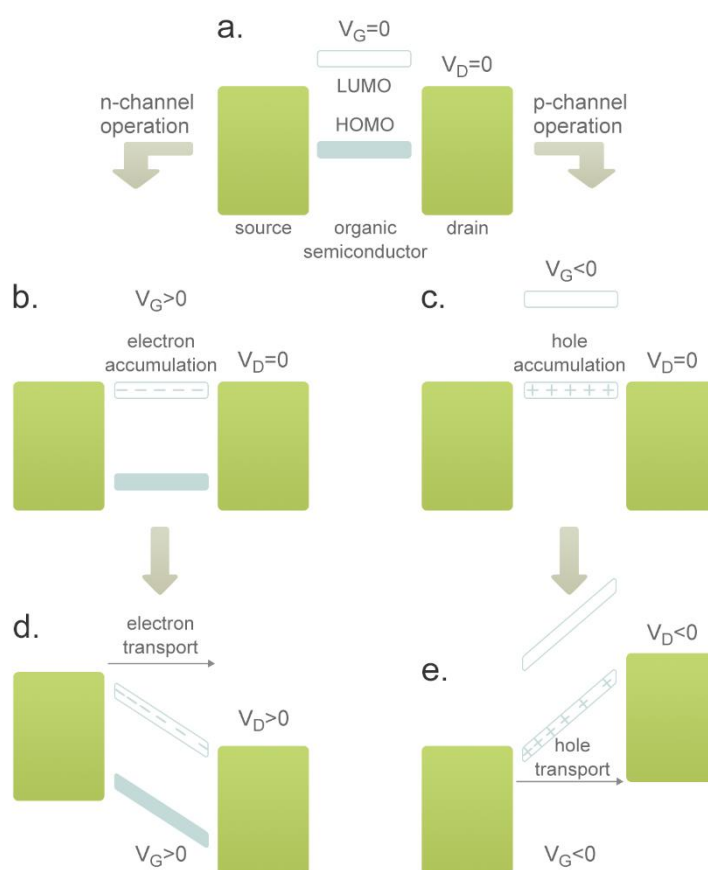 a.
V_G=0
V_D=0
LUMO
HOMO
n-channel
operation
p-channel
operation
source
organic
semiconductor
drain
b.
V_G>0
electron
accumulation
V_D=0
c.
V_G<0
hole
accumulation
V_D=0
d.
electron
transport
V_D>0
V_G>0
e.
V_D<0
hole
transport
V_G<0